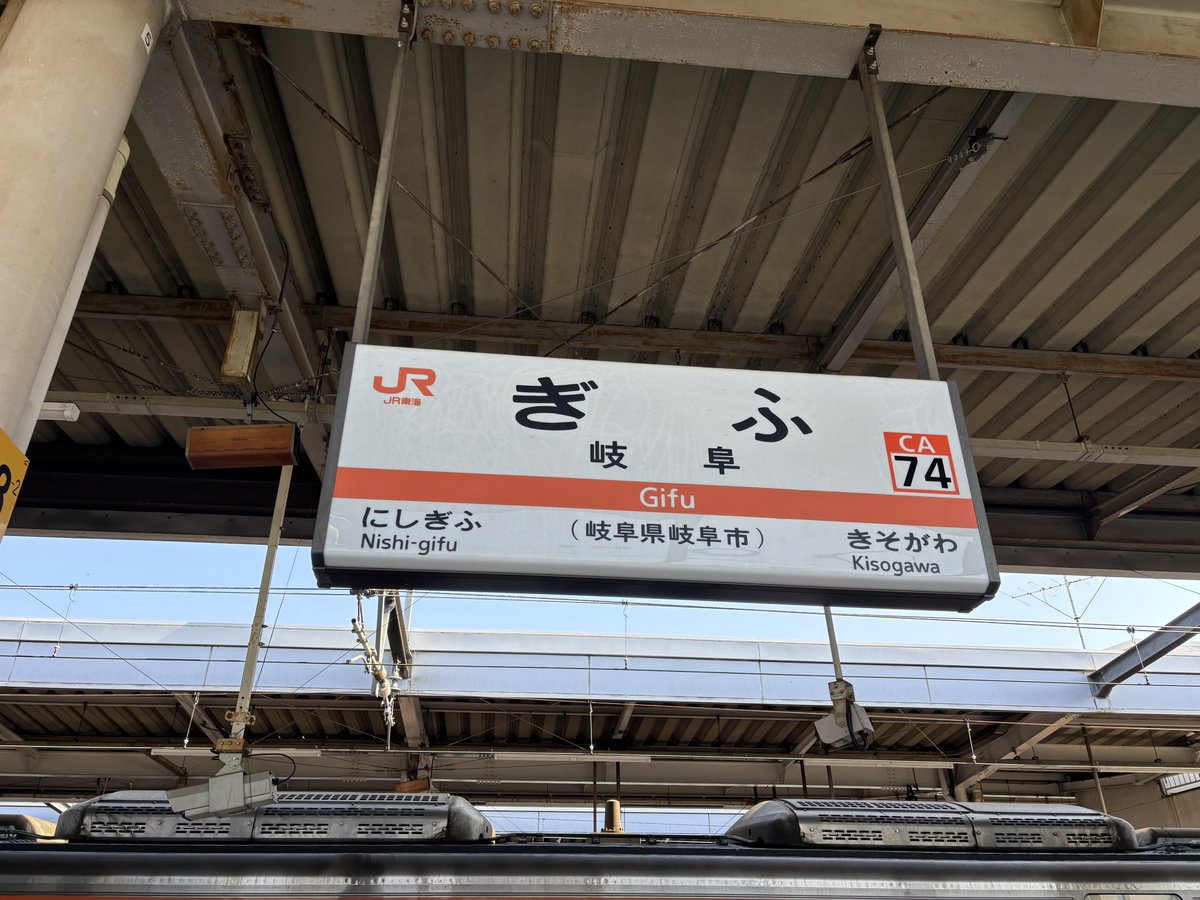 JR
JR東海
ぎふ
岐阜
CA
74
Gifu
にしぎふ
Nishi-gifu
（岐阜県岐阜市）
きそがわ
Kisogawa